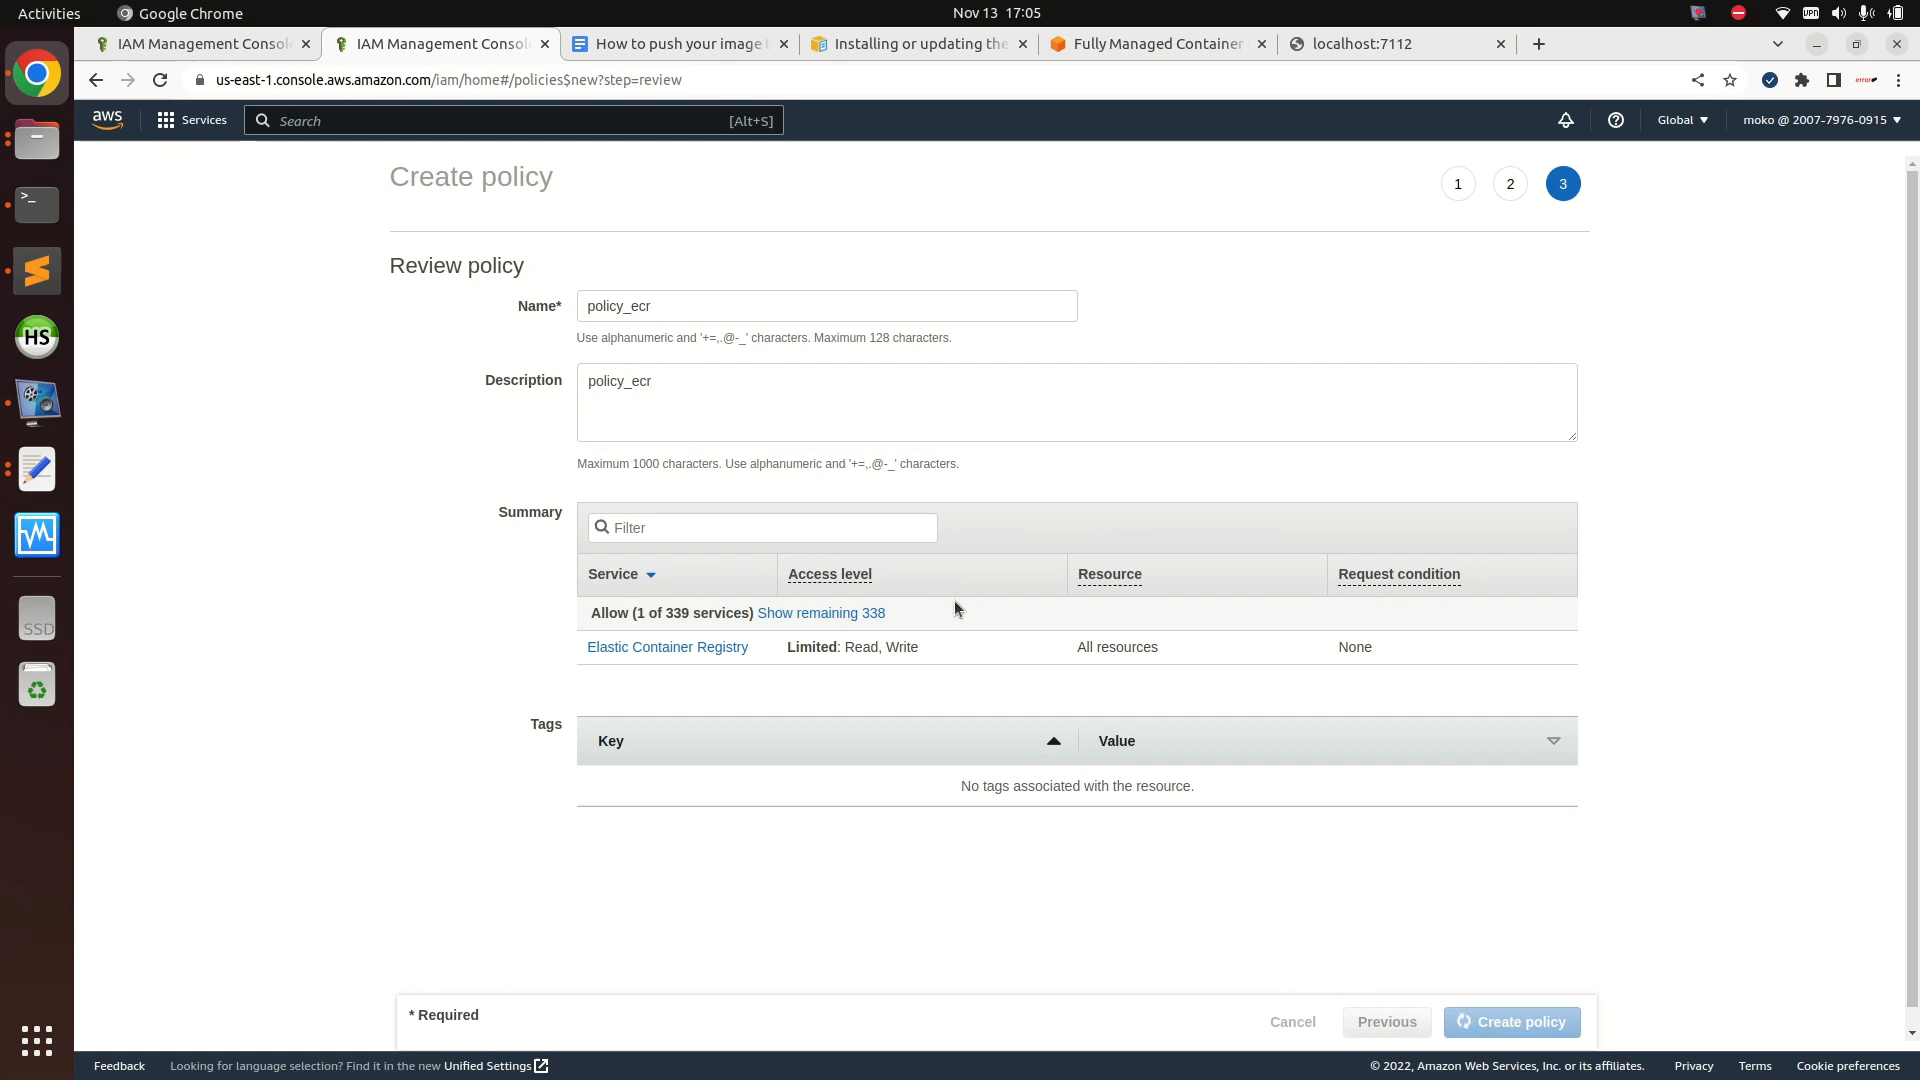 Activities
Google Chrome
Nov 13 17:05
VPN
IAM Management Consol
IAM Management Consol
How to push your image t
Installing or updating the
Fully Managed Container
localhost:7112
us-east-1.console.aws.amazon.com/iam/home#/policies$new?step=review
error
aws
Services
Search
[Alt+S]
Global
moko @ 2007-7976-0915
Create policy
1
2
3
Review policy
Name*
policy_ecr
Use alphanumeric and '+=,.@-_' characters. Maximum 128 characters.
Description
policy_ecr
Maximum 1000 characters. Use alphanumeric and '+=,.@-_' characters.
Summary
Filter
Service
Access level
Resource
Request condition
Allow (1 of 339 services) Show remaining 338
Elastic Container Registry
Limited: Read, Write
All resources
None
Tags
Key
Value
No tags associated with the resource.
* Required
Cancel
Previous
Create policy
Feedback
Looking for language selection? Find it in the new Unified Settings
© 2022, Amazon Web Services, Inc. or its affiliates.
Privacy
Terms
Cookie preferences
HS
SSD